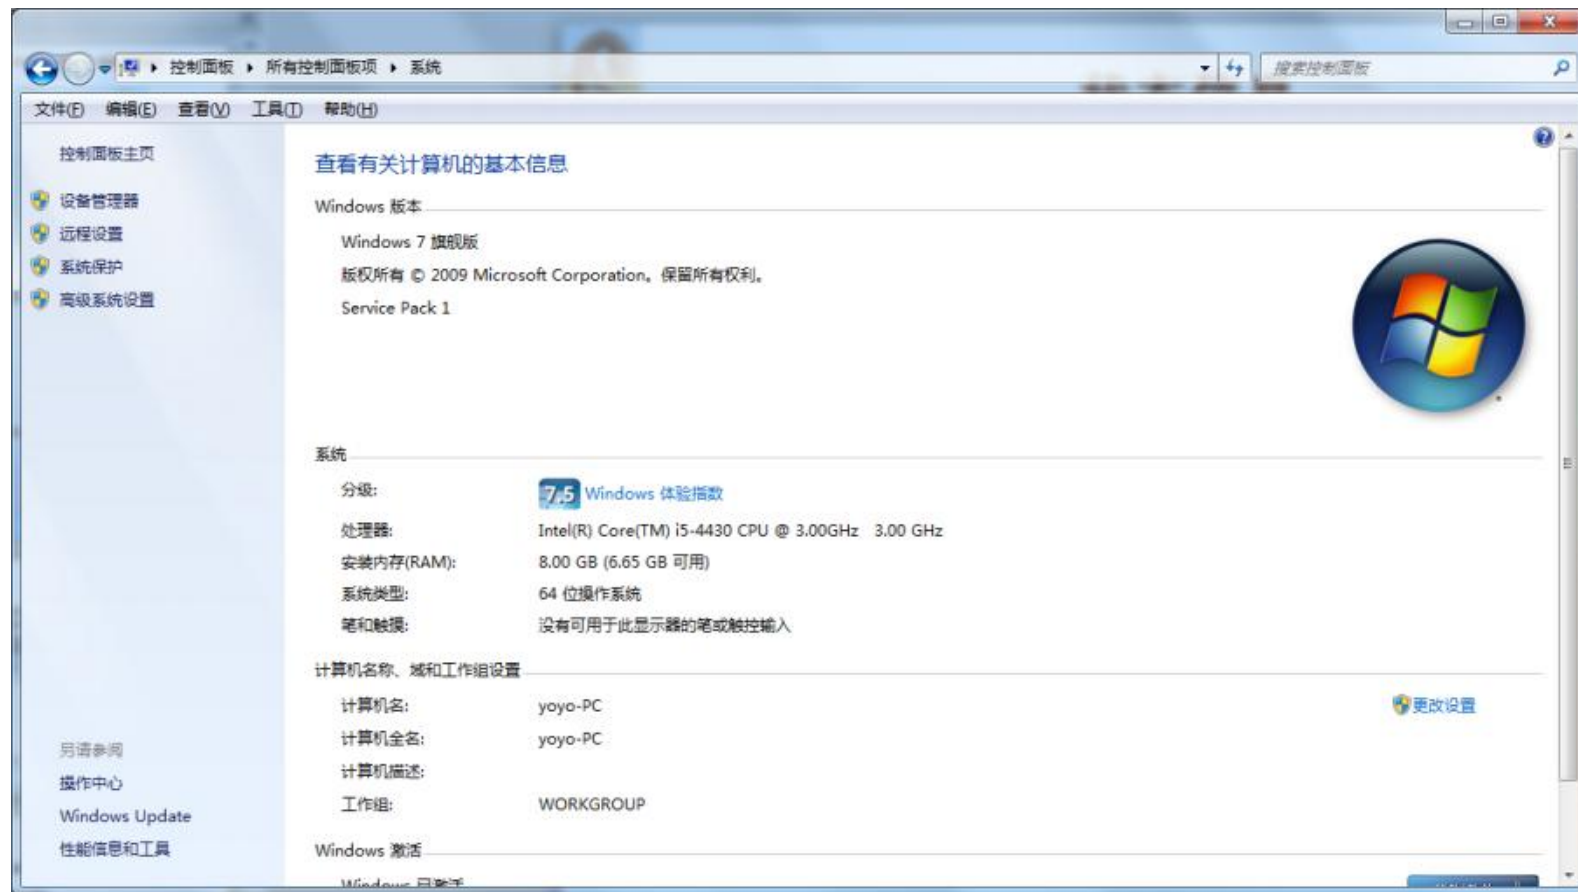 控制面板 ▸ 所有控制面板项 ▸ 系统
搜索控制面板
文件(F) 编辑(E) 查看(V) 工具(T) 帮助(H)
控制面板主页
设备管理器
远程设置
系统保护
高级系统设置
另请参阅
操作中心
Windows Update
性能信息和工具
查看有关计算机的基本信息
Windows 版本
Windows 7 旗舰版
版权所有 © 2009 Microsoft Corporation。保留所有权利。
Service Pack 1
系统
分级: 7.5 Windows 体验指数
处理器: Intel(R) Core(TM) i5-4430 CPU @ 3.00GHz 3.00 GHz
安装内存(RAM): 8.00 GB (6.65 GB 可用)
系统类型: 64 位操作系统
笔和触摸: 没有可用于此显示器的笔或触控输入
计算机名称、域和工作组设置
计算机名: yoyo-PC 更改设置
计算机全名: yoyo-PC
计算机描述:
工作组: WORKGROUP
Windows 激活
Windows 已激活